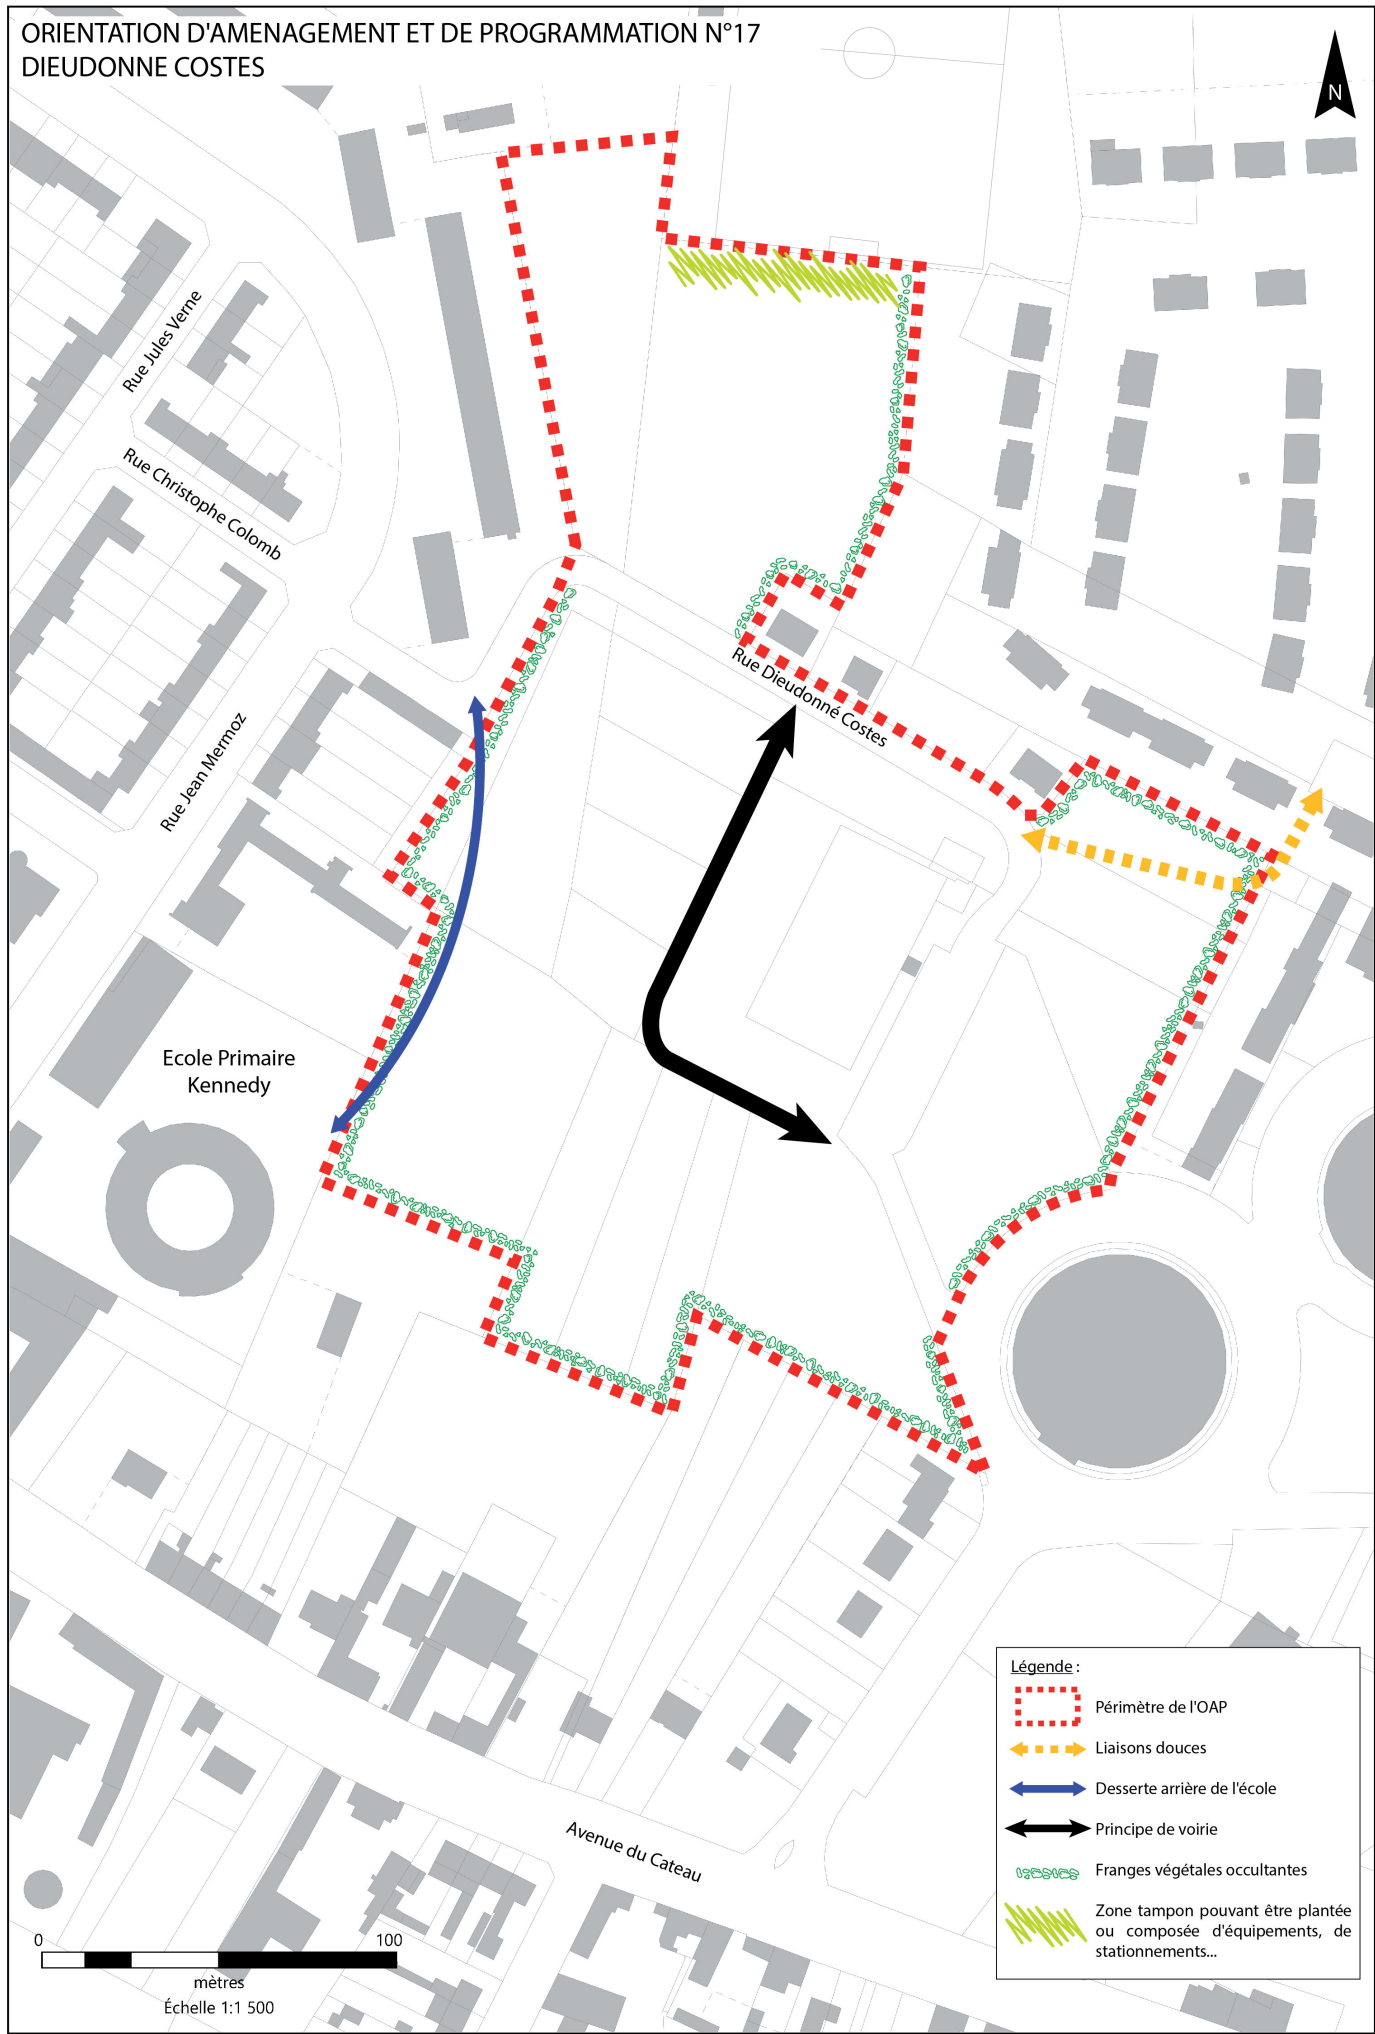 ORIENTATION D'AMENAGEMENT ET DE PROGRAMMATION N°17
DIEUDONNE COSTES
N
Rue Jules Verne
Rue Christophe Colomb
Rue Jean Mermoz
Rue Dieudonné Costes
Ecole Primaire
Kennedy
Avenue du Cateau
Légende :
Périmètre de l'OAP
Liaisons douces
Desserte arrière de l'école
Principe de voirie
Franges végétales occultantes
Zone tampon pouvant être plantée
ou composée d'équipements, de
stationnements...
0 100
mètres
Échelle 1:1 500